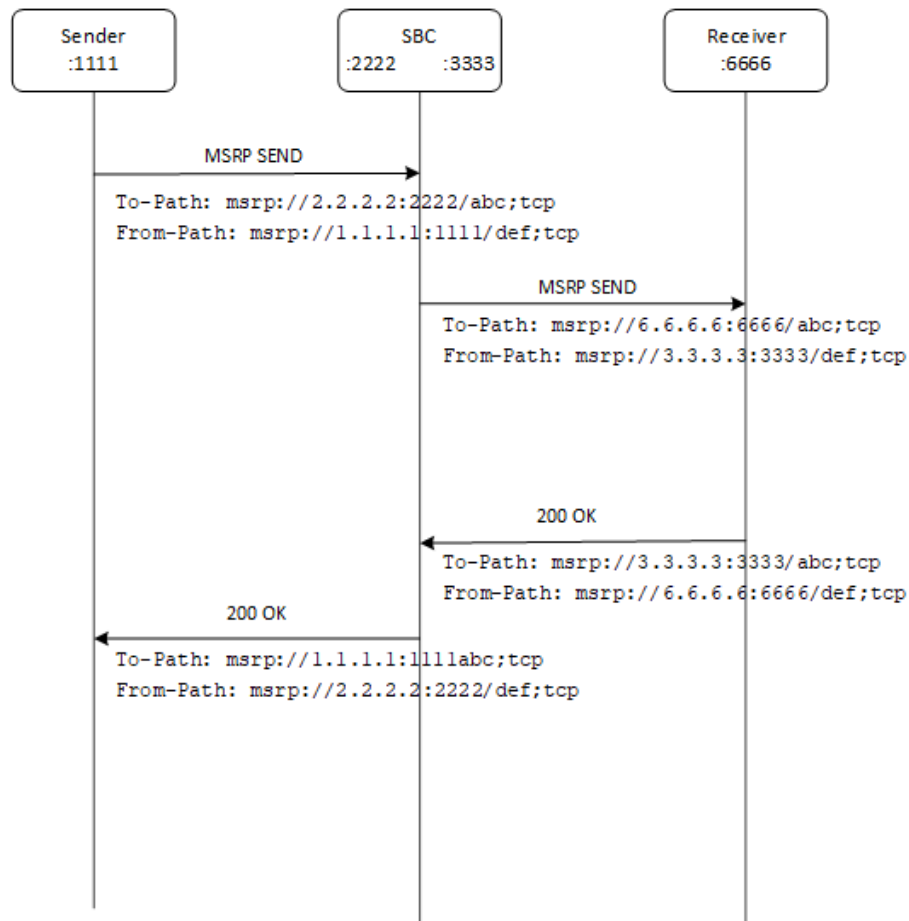 Sender
:1111
SBC
:2222 :3333
Receiver
:6666
MSRP SEND
To-Path: msrp://2.2.2.2:2222/abc;tcp
From-Path: msrp://1.1.1.1:1111/def;tcp
MSRP SEND
To-Path: msrp://6.6.6.6:6666/abc;tcp
From-Path: msrp://3.3.3.3:3333/def;tcp
200 OK
To-Path: msrp://3.3.3.3:3333/abc;tcp
From-Path: msrp://6.6.6.6:6666/def;tcp
200 OK
To-Path: msrp://1.1.1.1:1111abc;tcp
From-Path: msrp://2.2.2.2:2222/def;tcp